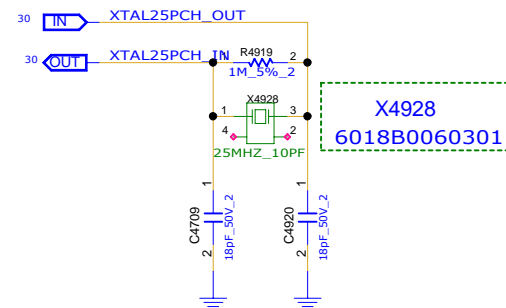 30 IN XTAL25PCH_OUT
30 OUT XTAL25PCH_IN
1 R4919 2
1M_5%_2
X4928
1 3
4 2
25MHZ_10PF
X4928
6018B0060301
1 1
C4709 18pF_50V_2
C4920 18pF_50V_2
2 2